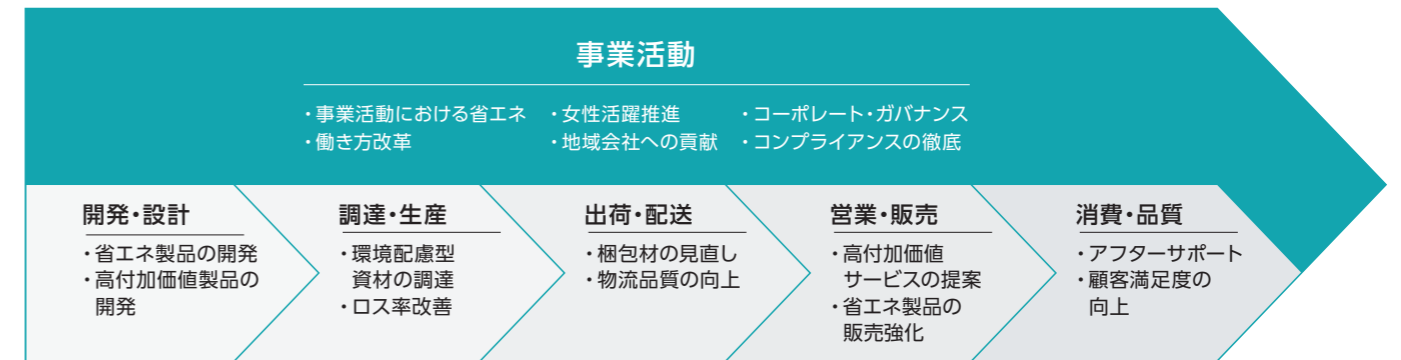 事業活動
・事業活動における省エネ ・女性活躍推進 ・コーポレート・ガバナンス
・働き方改革 ・地域会社への貢献 ・コンプライアンスの徹底
開発・設計
・省エネ製品の開発
・高付加価値製品の
開発
調達・生産
・環境配慮型
資材の調達
・ロス率改善
出荷・配送
・梱包材の見直し
・物流品質の向上
営業・販売
・高付加価値
サービスの提案
・省エネ製品の
販売強化
消費・品質
・アフターサポート
・顧客満足度の
向上